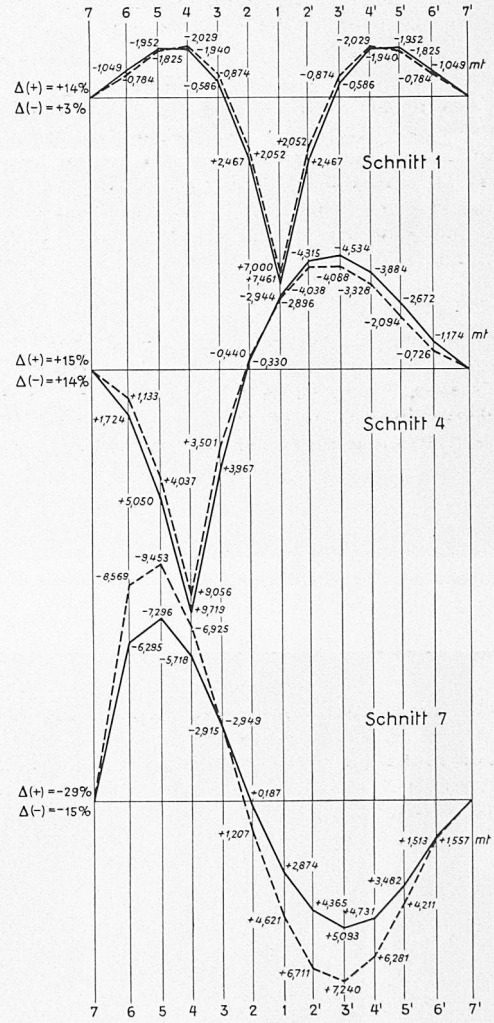 7 6 5 4 3 2 1 2' 3' 4' 5' 6' 7'
-2,029 -2,029
-1,952 -1,940 -1,940 -1,952
-1,825 -1,825
-1,049 -0,874 -0,874 -1,049 mt
-0,784 -0,586 -0,586 -0,784
Δ(+) = +14%
Δ(-) = +3%
+2,052 +2,052
+2,467 +2,467
Schnitt 1
+7,000
+7,461
-4,315 -4,534
-4,038 -4,088 -3,884
-2,944 -2,896 -3,328 -2,672
-2,094
-1,174 mt
-0,726
-0,440
-0,330
Δ(+) = +15%
Δ(-) = +14%
+1,133
+1,724
Schnitt 4
+3,501
+3,967
+4,037
+5,050
+9,056
+9,719
-9,453
-8,569
-7,296
-6,925
-6,295 -5,718
Schnitt 7
-2,949
-2,915
Δ(+) = -29%
Δ(-) = -15%
+0,187
+1,207
+1,513 +1,557 mt
+2,874
+3,482
+4,365 +4,731 +4,211
+4,621
+5,093
+6,281
+6,711
+7,240
7 6 5 4 3 2 1 2' 3' 4' 5' 6' 7'